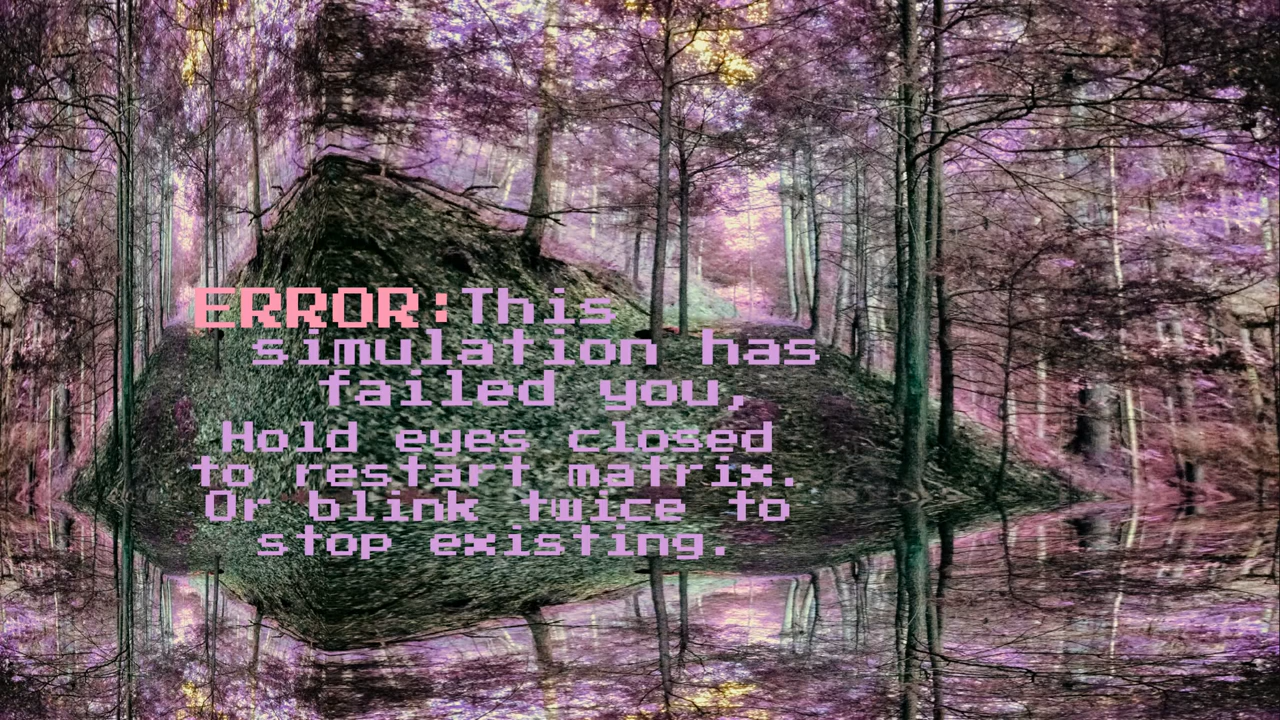 ERROR:This
simulation has
failed you,
Hold eyes closed
to restart matrix.
Or blink twice to
stop existing.